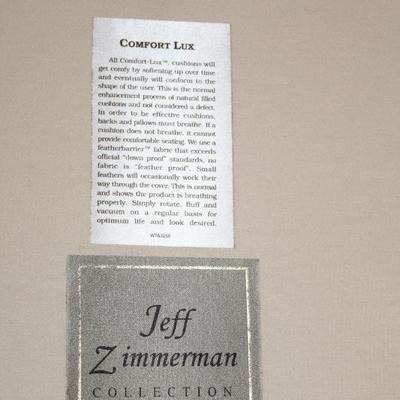 COMFORT LUX
All Comfort-Lux™, cushions will
get comfy by softening up over time
and eventually will conform to the
shape of the user. This is the normal
enhancement process of natural filled
cushions and not considered a defect.
In order to be effective cushions,
backs and pillows must breathe. If a
cushion does not breathe, it cannot
provide comfortable seating. We use a
featherbarrier™ fabric that exceeds
official "down proof" standards, no
fabric is "feather proof". Small
feathers will occasionally work their
way through the cover. This is normal
and shows the product is breathing
properly. Simply rotate, fluff and
vacuum on a regular basis for
optimum life and look desired.
Jeff
Zimmerman
COLLECTION